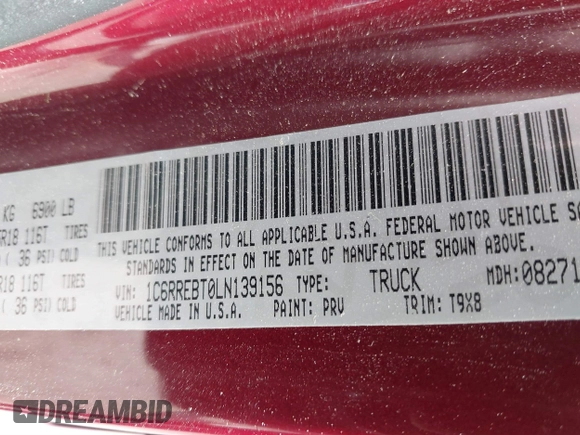 KG 6900 LB
R18 116T TIRES
( 36 PSI) COLD
R18 116T TIRES
( 36 PSI) COLD
THIS VEHICLE CONFORMS TO ALL APPLICABLE U.S.A. FEDERAL MOTOR VEHICLE SA
STANDARDS IN EFFECT ON THE DATE OF MANUFACTURE SHOWN ABOVE.
VIN: 1C6RREBT0LN139156 TYPE: TRUCK MDH: 08271
MADE IN U.S.A. PAINT: PRV TRIM: T9X8
DREAMBID